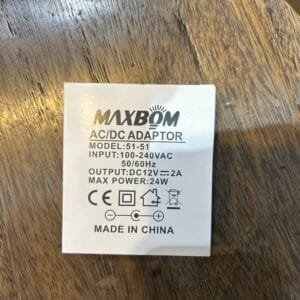 MAXBOM
AC/DC ADAPTOR
MODEL:51-51
INPUT:100-240VAC
50/60Hz
OUTPUT:DC12V⎓2A
MAX POWER:24W
CE
MADE IN CHINA